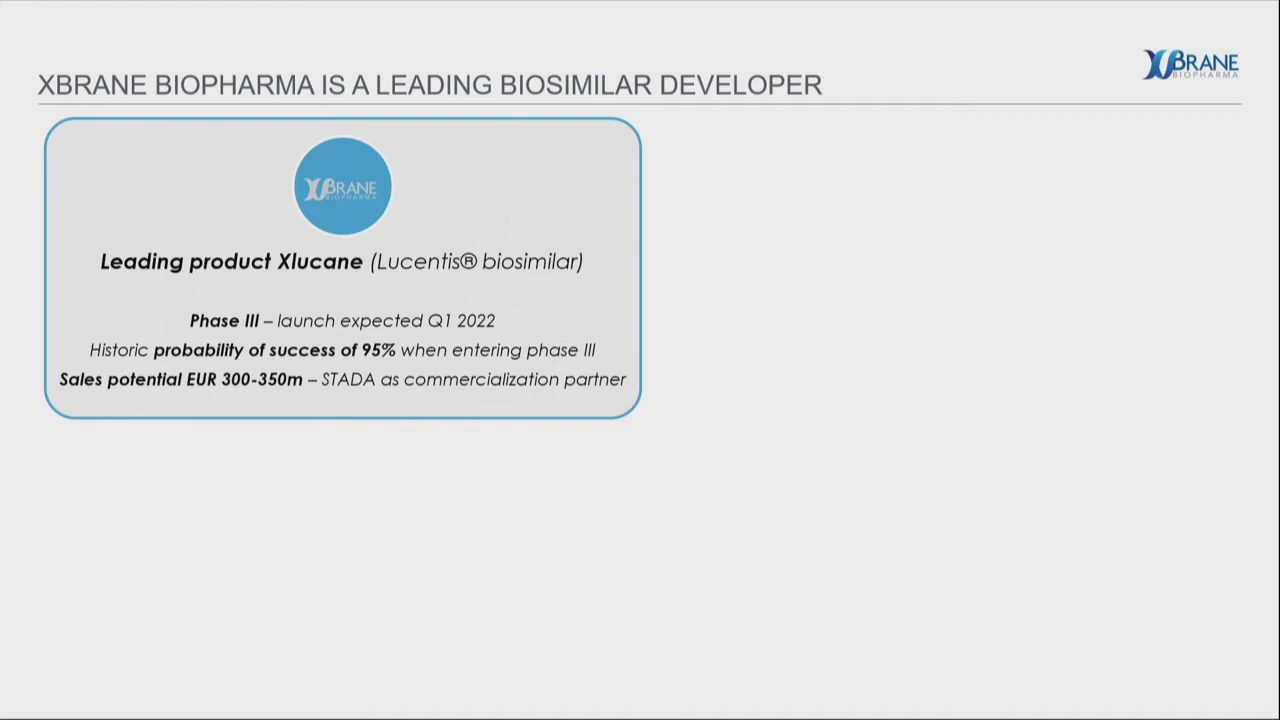 XBRANE
BIOPHARMA
XBRANE BIOPHARMA IS A LEADING BIOSIMILAR DEVELOPER
XBRANE
BIOPHARMA
Leading product Xlucane (Lucentis® biosimilar)
Phase III – launch expected Q1 2022
Historic probability of success of 95% when entering phase III
Sales potential EUR 300-350m – STADA as commercialization partner